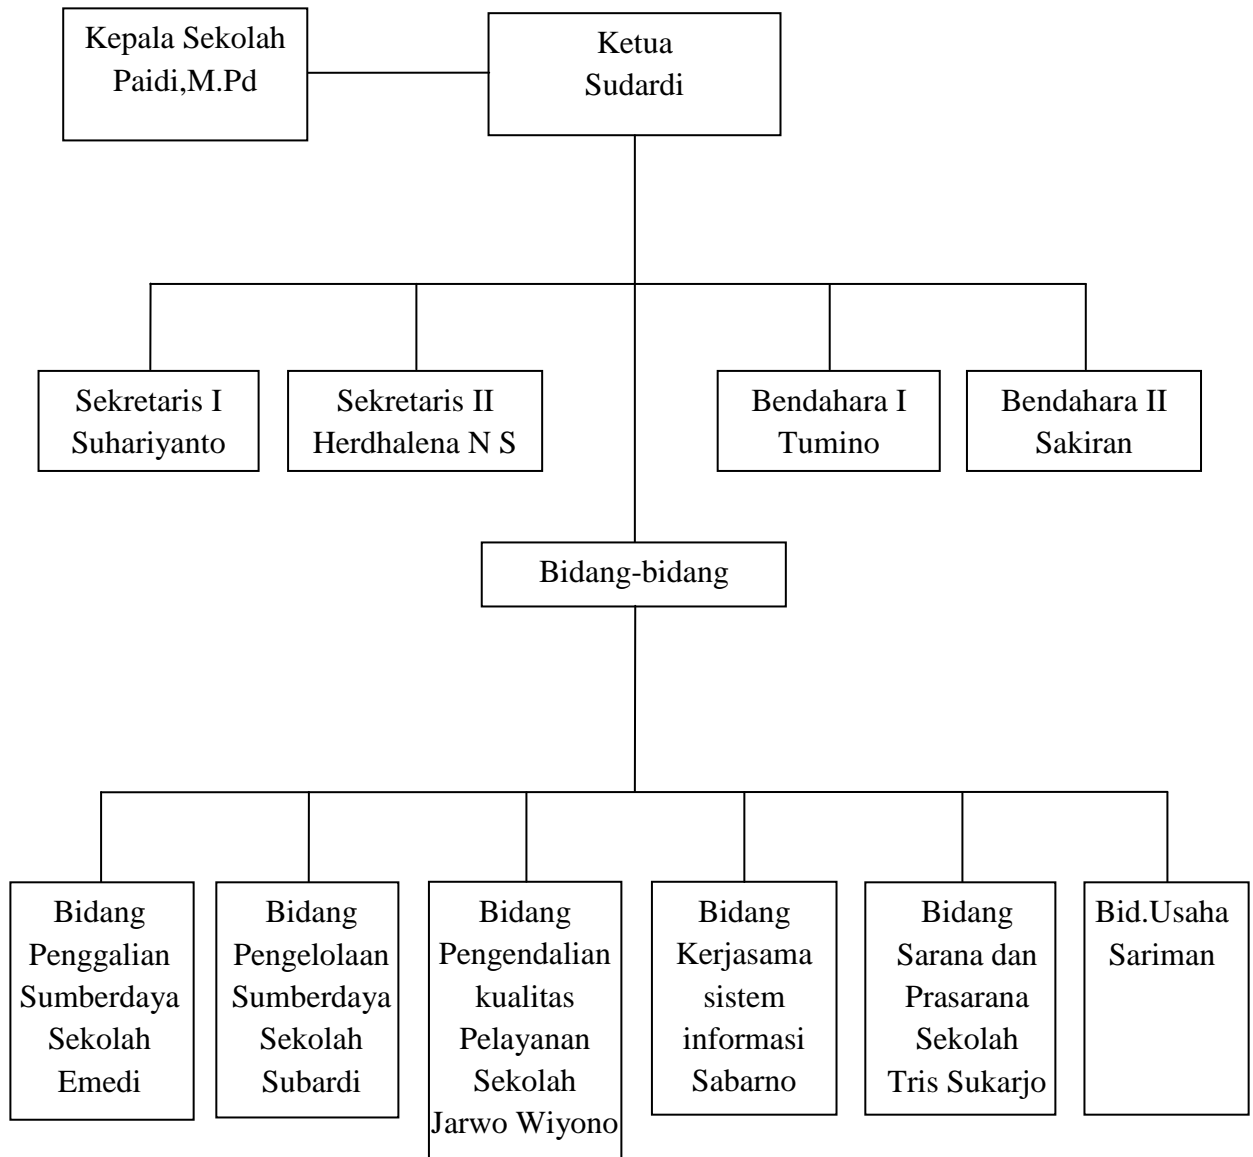 Kepala Sekolah
Paidi,M.Pd
Ketua
Sudardi
Sekretaris I
Suhariyanto
Sekretaris II
Herdhalena N S
Bendahara I
Tumino
Bendahara II
Sakiran
Bidang-bidang
Bidang
Penggalian
Sumberdaya
Sekolah
Emedi
Bidang
Pengelolaan
Sumberdaya
Sekolah
Subardi
Bidang
Pengendalian
kualitas
Pelayanan
Sekolah
Jarwo Wiyono
Bidang
Kerjasama
sistem
informasi
Sabarno
Bidang
Sarana dan
Prasarana
Sekolah
Tris Sukarjo
Bid.Usaha
Sariman